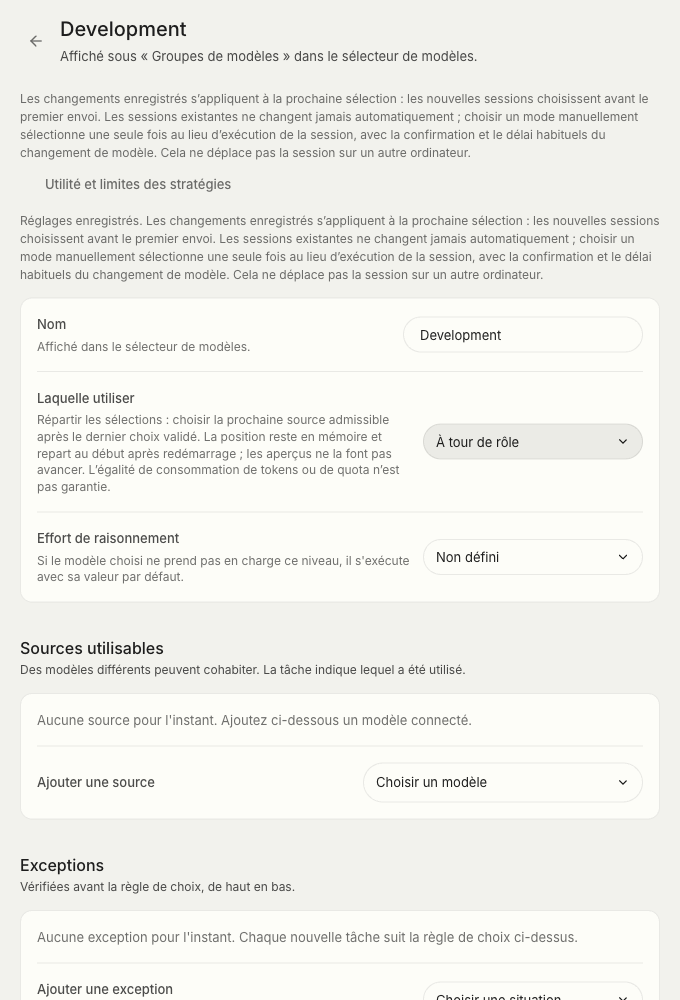 Development
Affiché sous « Groupes de modèles » dans le sélecteur de modèles.
Les changements enregistrés s’appliquent à la prochaine sélection : les nouvelles sessions choisissent avant le
premier envoi. Les sessions existantes ne changent jamais automatiquement ; choisir un mode manuellement
sélectionne une seule fois au lieu d’exécution de la session, avec la confirmation et le délai habituels du
changement de modèle. Cela ne déplace pas la session sur un autre ordinateur.
Utilité et limites des stratégies
Réglages enregistrés. Les changements enregistrés s’appliquent à la prochaine sélection : les nouvelles sessions
choisissent avant le premier envoi. Les sessions existantes ne changent jamais automatiquement ; choisir un
mode manuellement sélectionne une seule fois au lieu d’exécution de la session, avec la confirmation et le délai
habituels du changement de modèle. Cela ne déplace pas la session sur un autre ordinateur.
Nom
Affiché dans le sélecteur de modèles.
Development
Laquelle utiliser
Répartir les sélections : choisir la prochaine source admissible
après le dernier choix validé. La position reste en mémoire et
repart au début après redémarrage ; les aperçus ne la font pas
avancer. L’égalité de consommation de tokens ou de quota n’est
pas garantie.
À tour de rôle
Effort de raisonnement
Si le modèle choisi ne prend pas en charge ce niveau, il s'exécute
avec sa valeur par défaut.
Non défini
Sources utilisables
Des modèles différents peuvent cohabiter. La tâche indique lequel a été utilisé.
Aucune source pour l'instant. Ajoutez ci-dessous un modèle connecté.
Ajouter une source
Choisir un modèle
Exceptions
Vérifiées avant la règle de choix, de haut en bas.
Aucune exception pour l'instant. Chaque nouvelle tâche suit la règle de choix ci-dessus.
Ajouter une exception
Choisir une situation